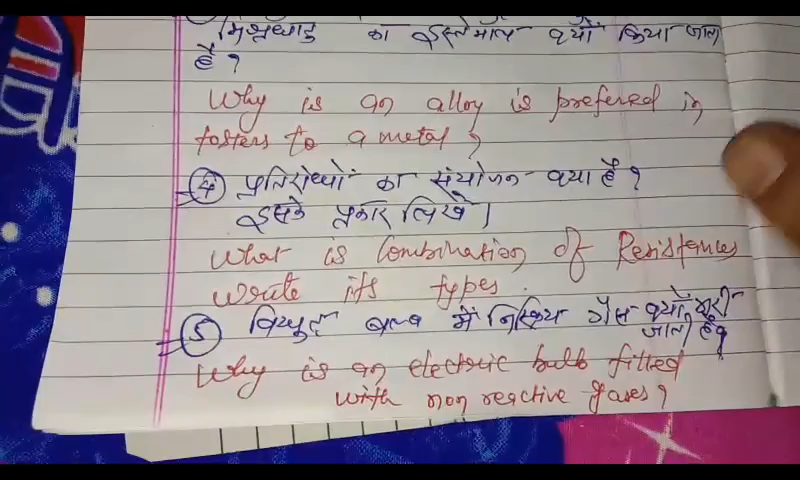 मिश्रधातु का इस्तेमाल क्यों किया जाता
है ?
Why is an alloy is preferred in
tosters to a metal ?
④ प्रतिरोधों का संयोजन क्या है ?
इसके प्रकार लिखें।
What is Combination of Resistances
write its types.
⑤ विद्युत बल्ब में निष्क्रिय गैस क्यों भरी
जाती है ?
Why is an electric bulb filled
with non reactive gases ?